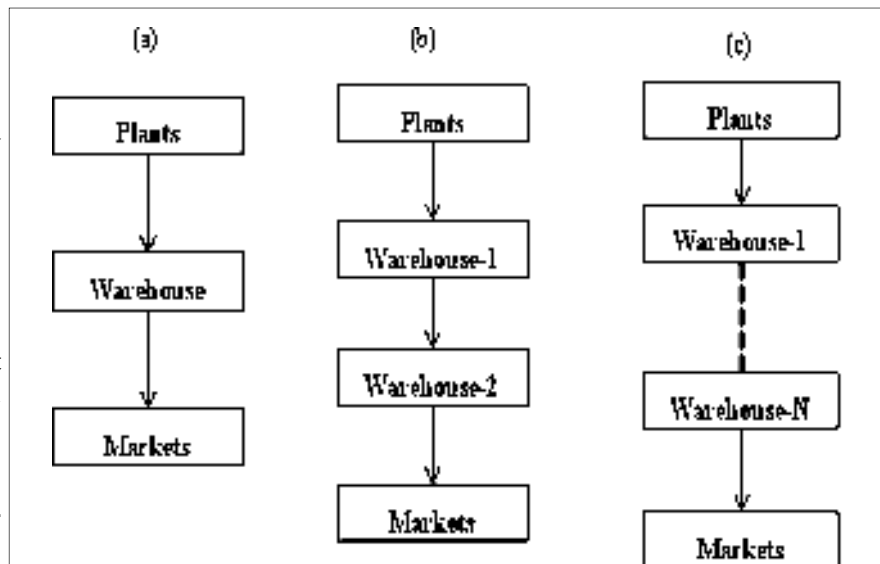 (a)
Plants
Warehouse
Markets
(b)
Plants
Warehouse-1
Warehouse-2
Markets
(c)
Plants
Warehouse-1
Warehouse-N
Markets